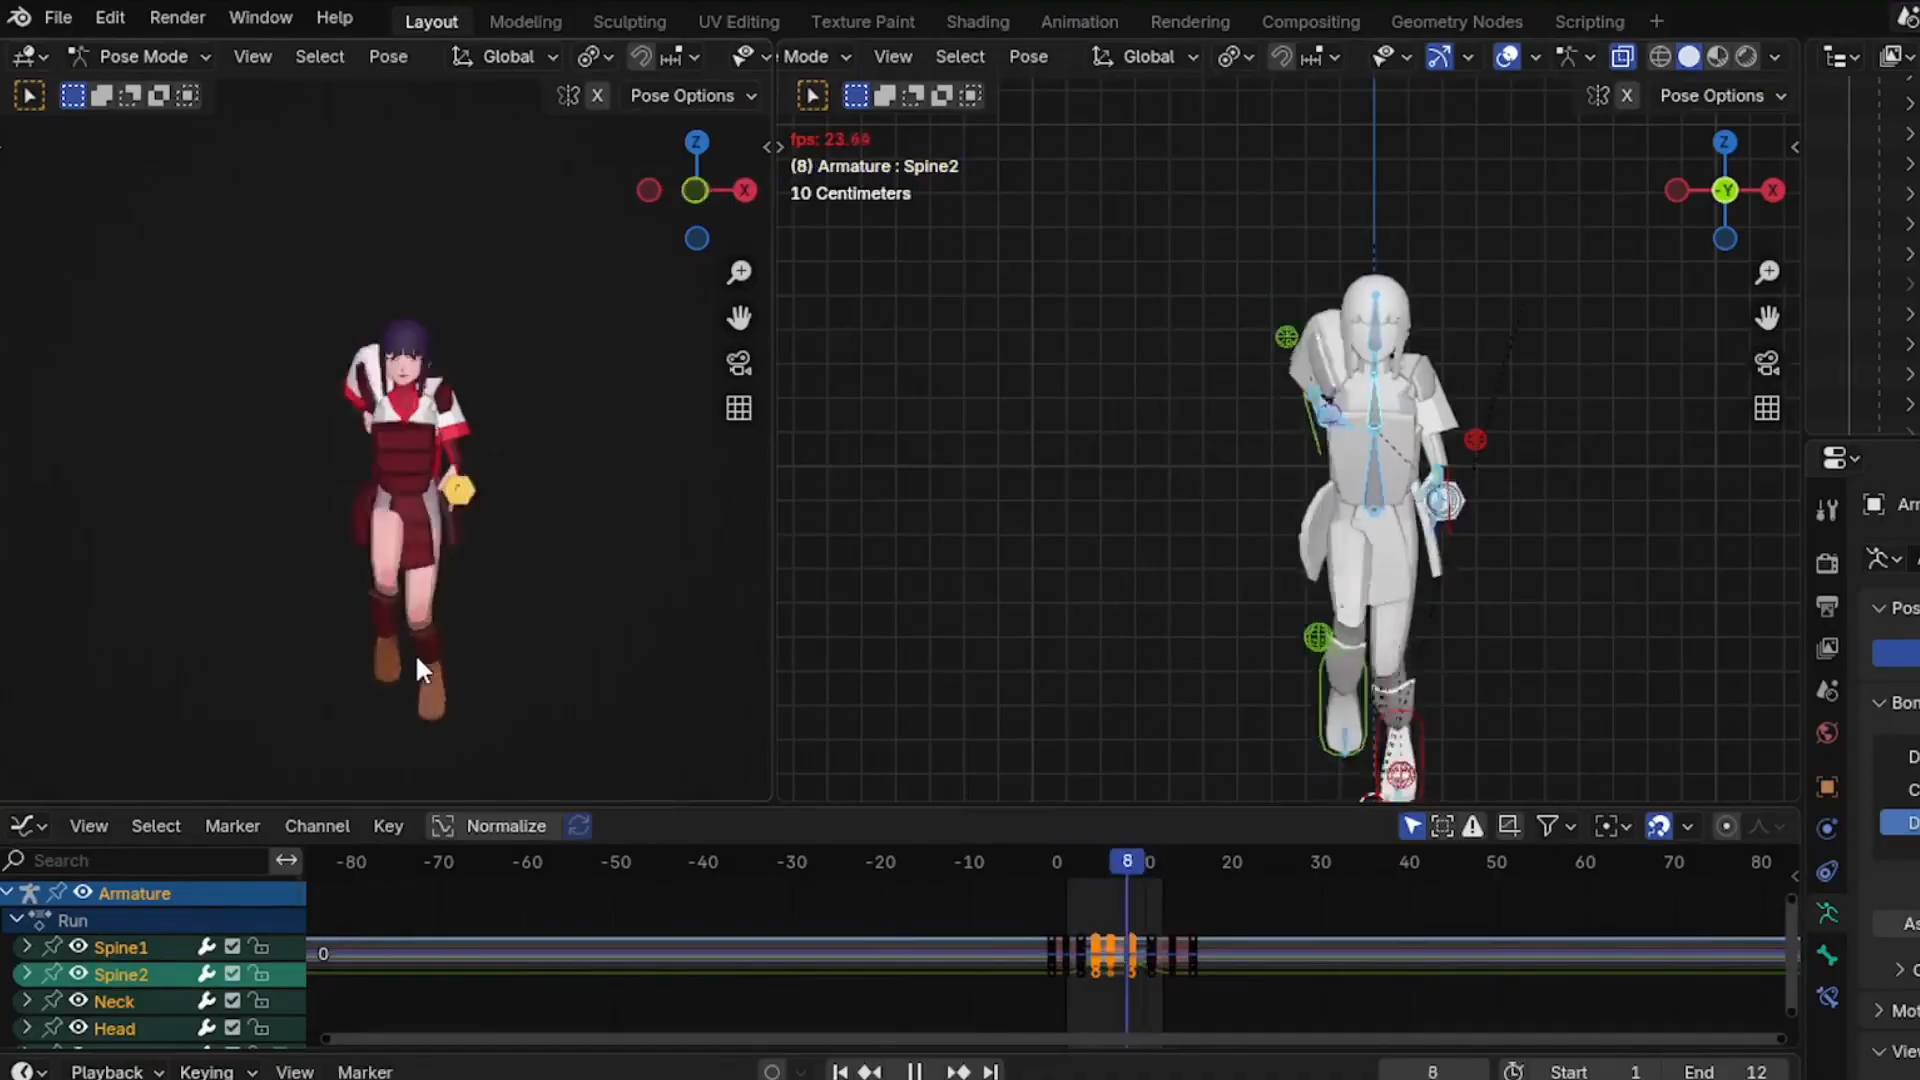 File Edit Render Window Help Layout Modeling Sculpting UV Editing Texture Paint Shading Animation Rendering Compositing Geometry Nodes Scripting +
Pose Mode View Select Pose Global Mode View Select Pose Global
X Pose Options X Pose Options
fps: 23.69
(8) Armature : Spine2
10 Centimeters
Z Z
X -Y X
View Select Marker Channel Key Normalize
Search -80 -70 -60 -50 -40 -30 -20 -10 0 8 0 20 30 40 50 60 70 80
Armature
Run
Spine1 0
Spine2
Neck
Head
Playback Keying View Marker 8 Start 1 End 12
Arm
Pos
Bon
D
C
D
As
C
Mot
View